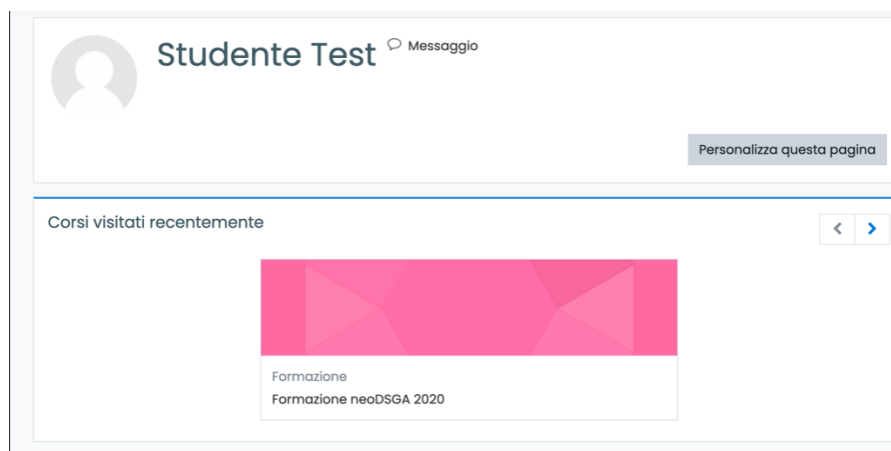 Studente Test Messaggio
Personalizza questa pagina
Corsi visitati recentemente
Formazione
Formazione neoDSGA 2020